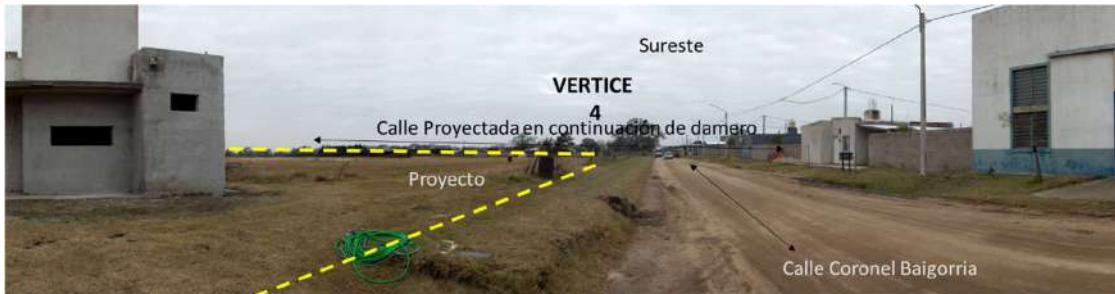 Sureste
VERTICE
4
Calle Proyectada en continuación de damero
Proyecto
Calle Coronel Baigorria